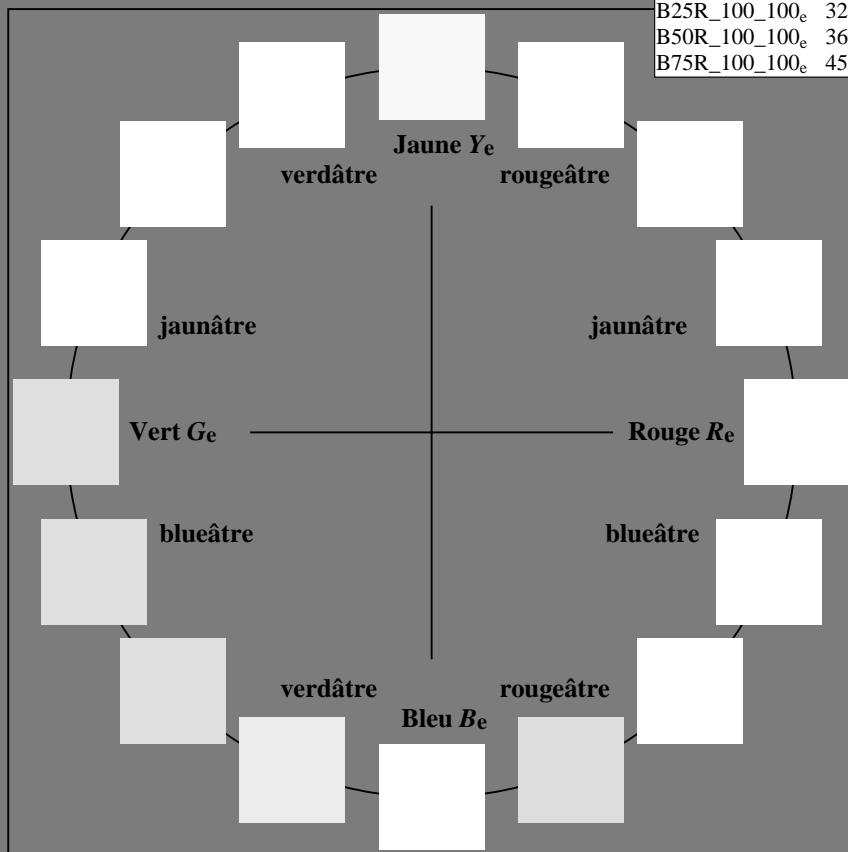 B25R_100_100e 32
B50R_100_100e 36
B75R_100_100e 45
Jaune Ye
verdâtre rougeâtre
jaunâtre jaunâtre
Vert Ge Rouge Re
blueâtre blueâtre
verdâtre rougeâtre
Bleu Be